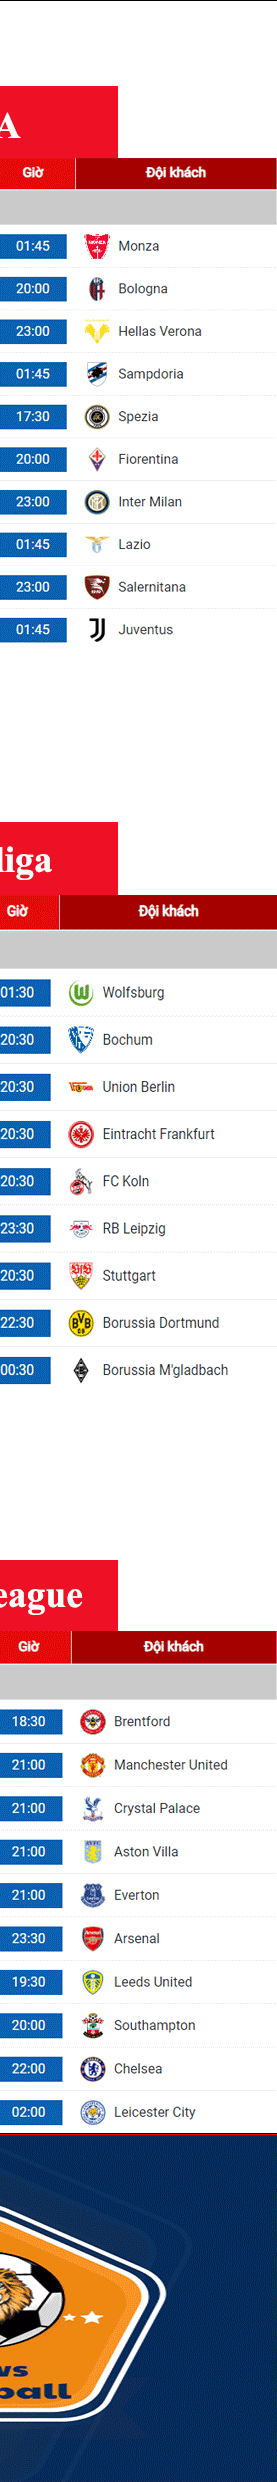 A
Giờ Đội khách
01:45 Monza
20:00 Bologna
23:00 Hellas Verona
01:45 Sampdoria
17:30 Spezia
20:00 Fiorentina
23:00 Inter Milan
01:45 Lazio
23:00 Salernitana
01:45 Juventus
liga
Giờ Đội khách
01:30 Wolfsburg
20:30 Bochum
20:30 Union Berlin
20:30 Eintracht Frankfurt
20:30 FC Koln
23:30 RB Leipzig
20:30 Stuttgart
22:30 Borussia Dortmund
00:30 Borussia M'gladbach
eague
Giờ Đội khách
18:30 Brentford
21:00 Manchester United
21:00 Crystal Palace
21:00 Aston Villa
21:00 Everton
23:30 Arsenal
19:30 Leeds United
20:00 Southampton
22:00 Chelsea
02:00 Leicester City
ws
ball